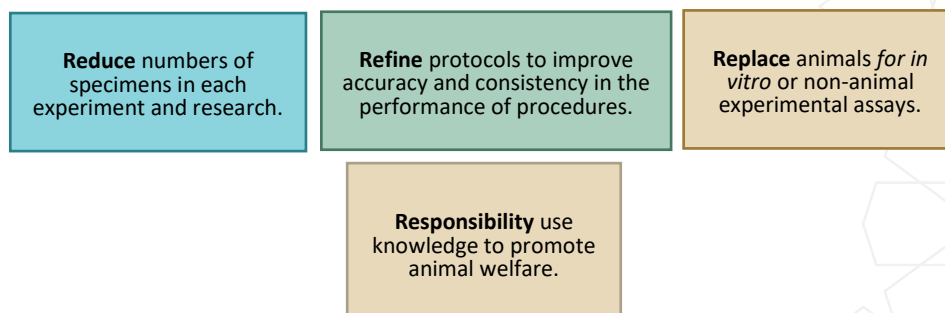 Reduce numbers of
specimens in each
experiment and research.
Refine protocols to improve
accuracy and consistency in the
performance of procedures.
Replace animals for in
vitro or non-animal
experimental assays.
Responsibility use
knowledge to promote
animal welfare.